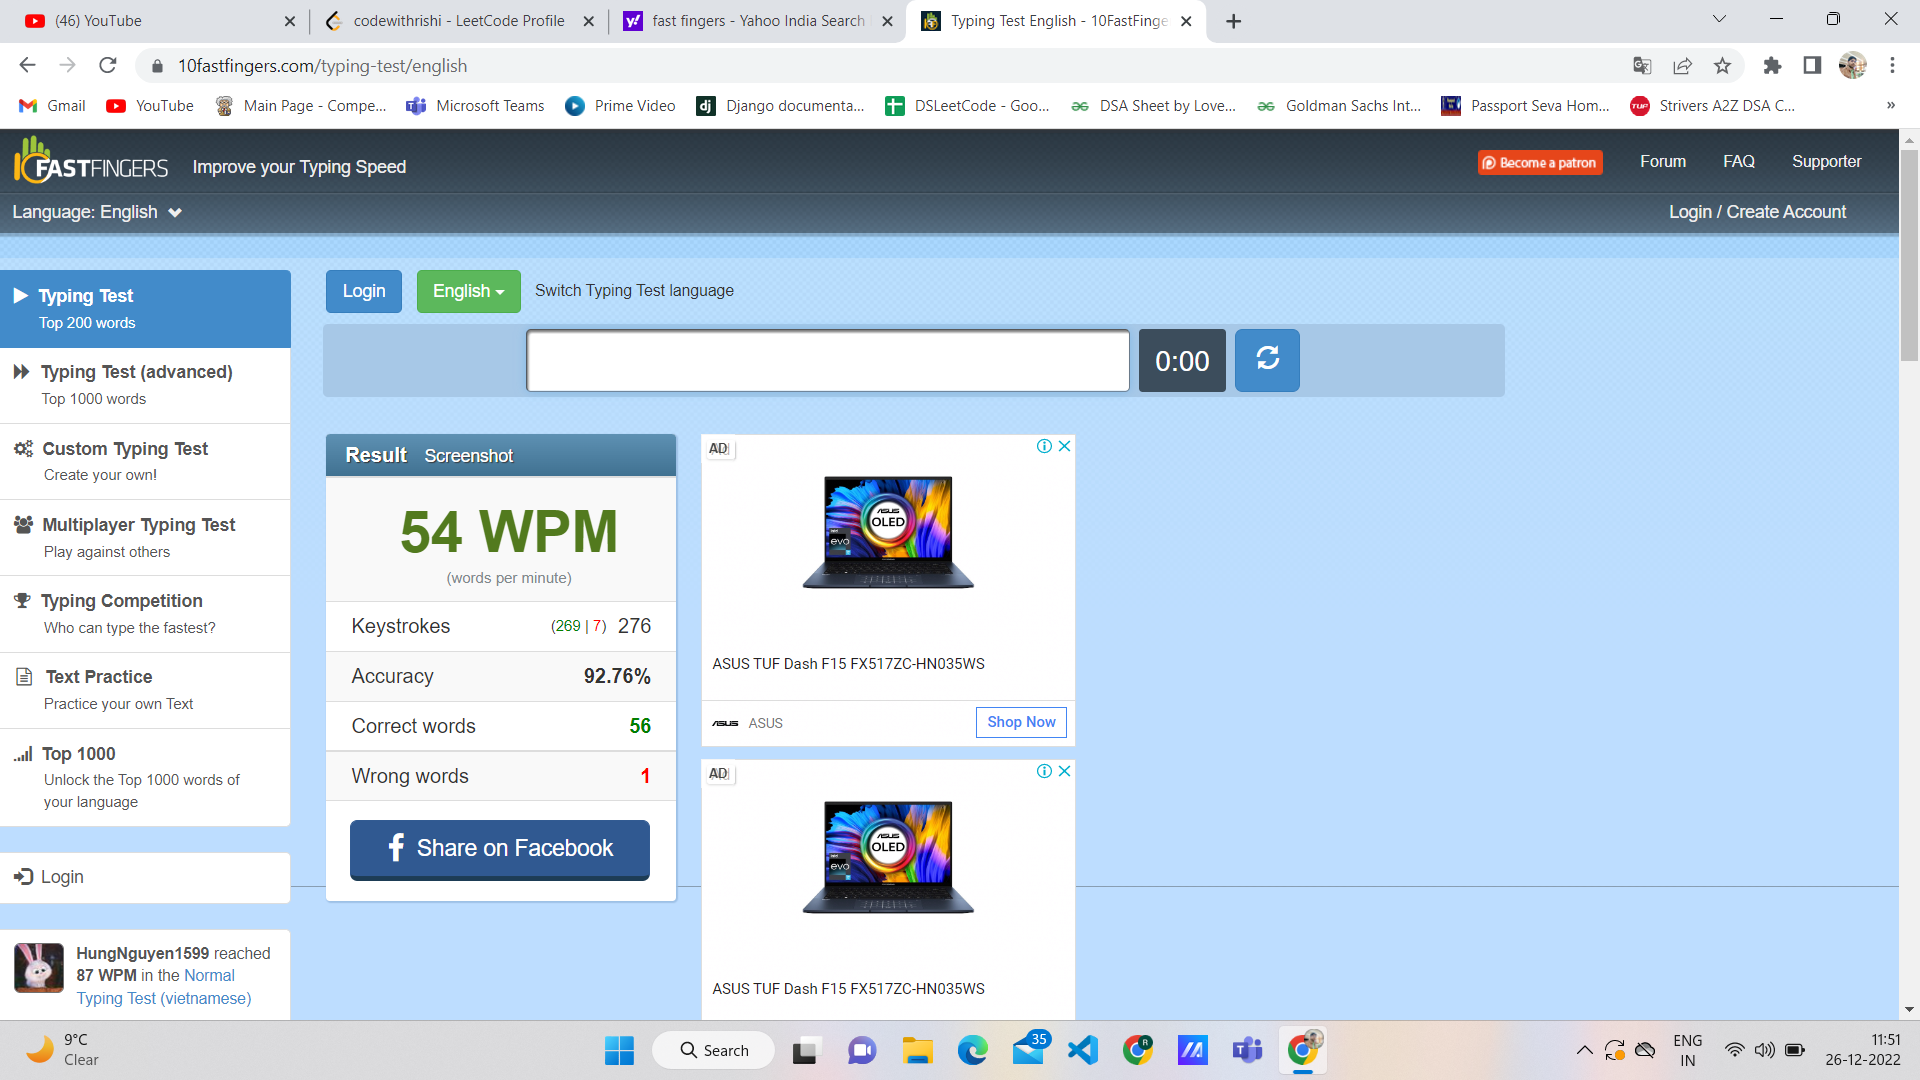 (46) YouTube
codewithrishi - LeetCode Profile
fast fingers - Yahoo India Search
Typing Test English - 10FastFinge
10fastfingers.com/typing-test/english
Gmail
YouTube
Main Page - Compe...
Microsoft Teams
Prime Video
dj
Django documenta...
DSLeetCode - Goo...
DSA Sheet by Love...
Goldman Sachs Int...
Passport Seva Hom...
TUF
Strivers A2Z DSA C...
»
10FASTFINGERS
Improve your Typing Speed
Become a patron
Forum
FAQ
Supporter
Language: English
Login / Create Account
Typing Test
Top 200 words
Typing Test (advanced)
Top 1000 words
Custom Typing Test
Create your own!
Multiplayer Typing Test
Play against others
Typing Competition
Who can type the fastest?
Text Practice
Practice your own Text
Top 1000
Unlock the Top 1000 words of
your language
Login
HungNguyen1599 reached
87 WPM in the Normal
Typing Test (vietnamese)
Login
English
Switch Typing Test language
0:00
Result Screenshot
54 WPM
(words per minute)
Keystrokes (269 | 7) 276
Accuracy 92.76%
Correct words 56
Wrong words 1
Share on Facebook
AD
ASUS
OLED
evo
ASUS TUF Dash F15 FX517ZC-HN035WS
ASUS ASUS
Shop Now
AD
ASUS
OLED
evo
ASUS TUF Dash F15 FX517ZC-HN035WS
9°C
Clear
Search
35
R
ENG
IN
11:51
26-12-2022